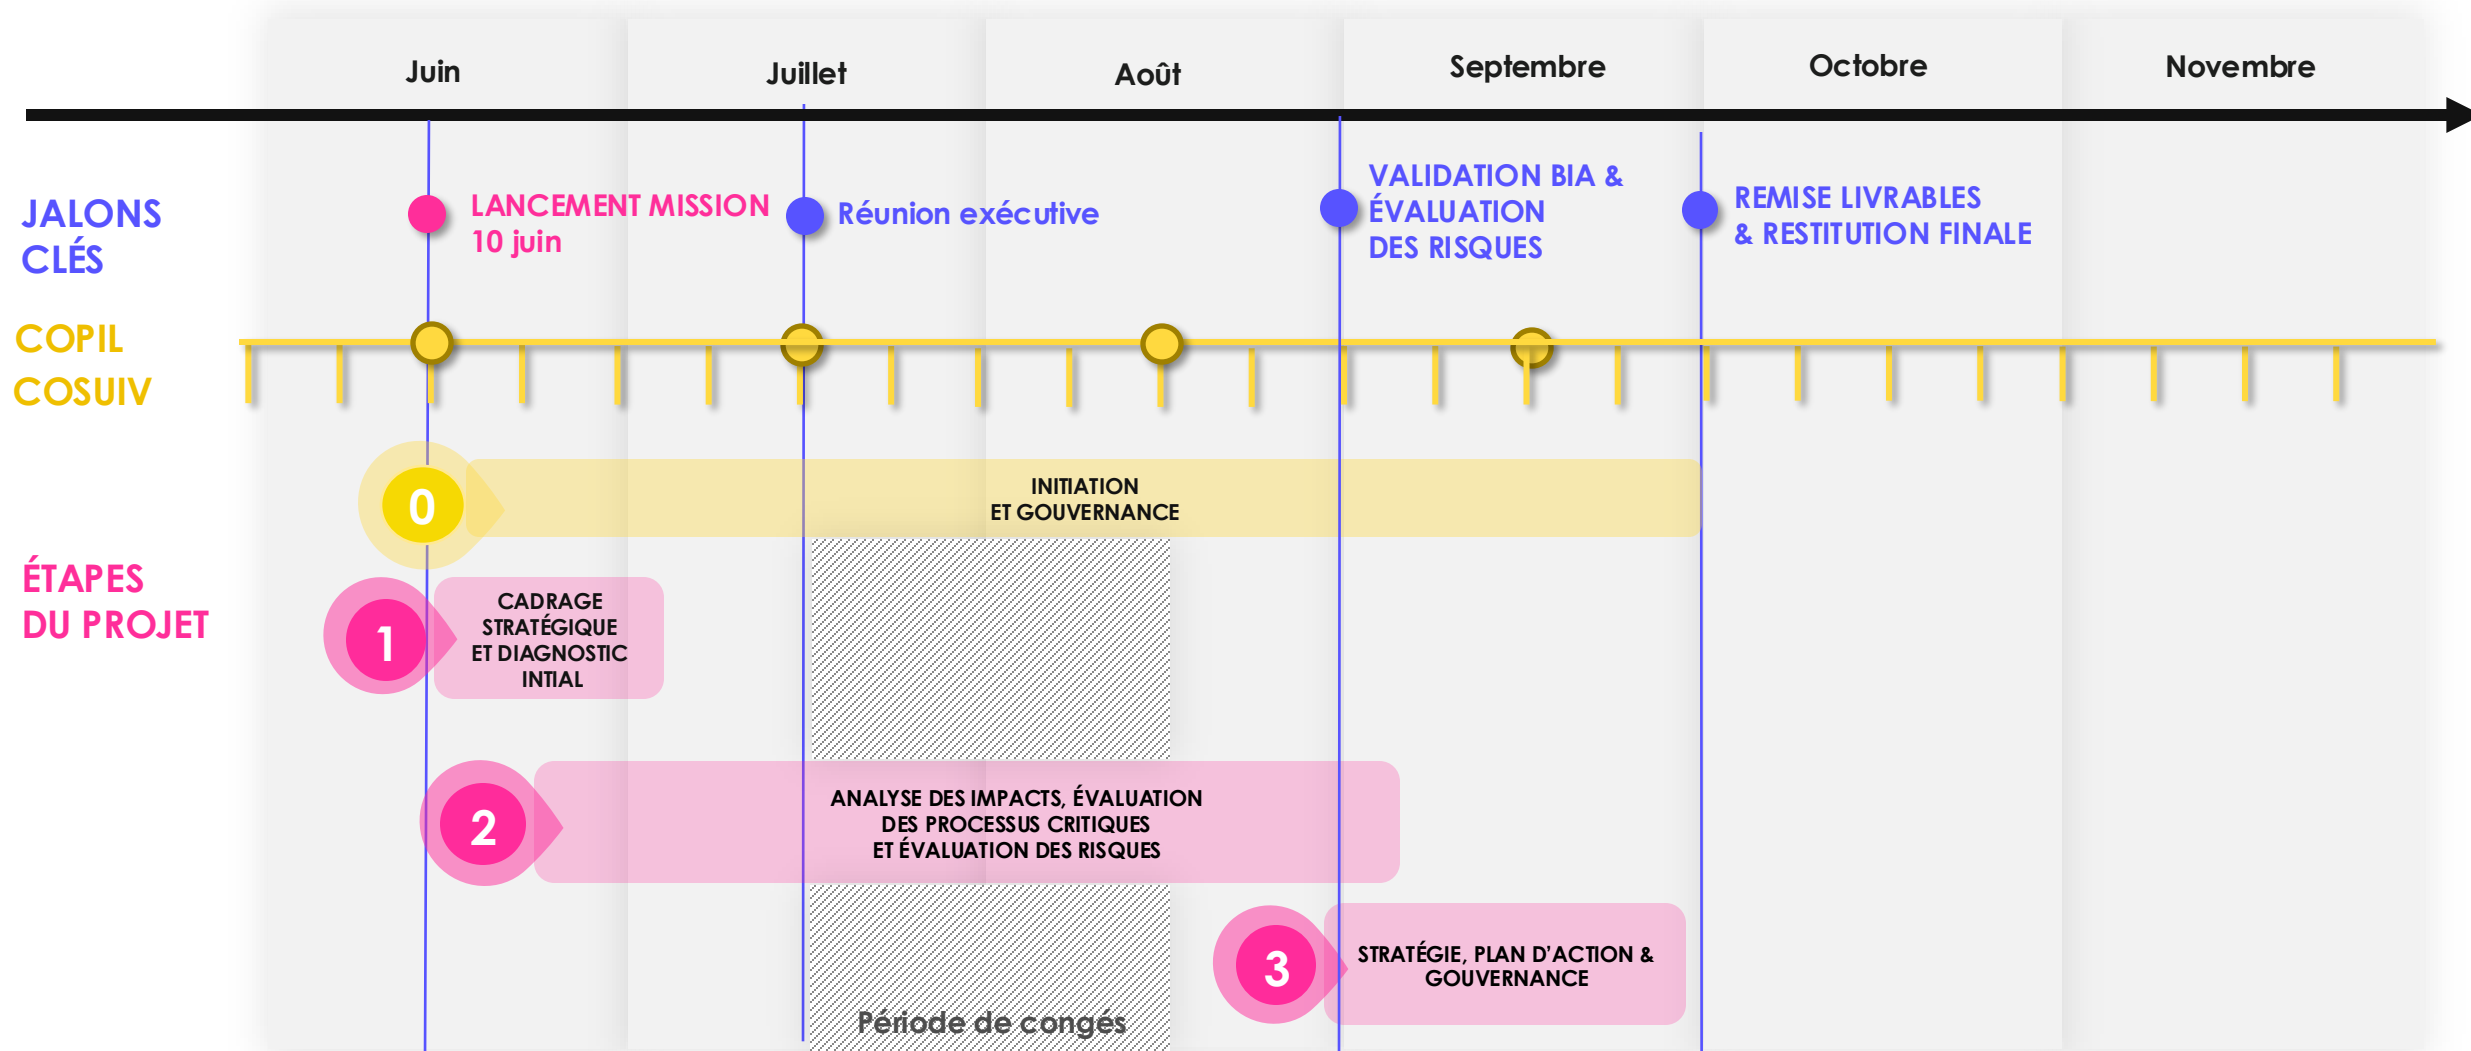 Juin
Juillet
Août
Septembre
Octobre
Novembre
JALONS
CLÉS
LANCEMENT MISSION
10 juin
Réunion exécutive
VALIDATION BIA &
ÉVALUATION
DES RISQUES
REMISE LIVRABLES
& RESTITUTION FINALE
COPIL
COSUIV
0
INITIATION
ET GOUVERNANCE
ÉTAPES
DU PROJET
1
CADRAGE
STRATÉGIQUE
ET DIAGNOSTIC
INTIAL
2
ANALYSE DES IMPACTS, ÉVALUATION
DES PROCESSUS CRITIQUES
ET ÉVALUATION DES RISQUES
3
STRATÉGIE, PLAN D’ACTION &
GOUVERNANCE
Période de congés